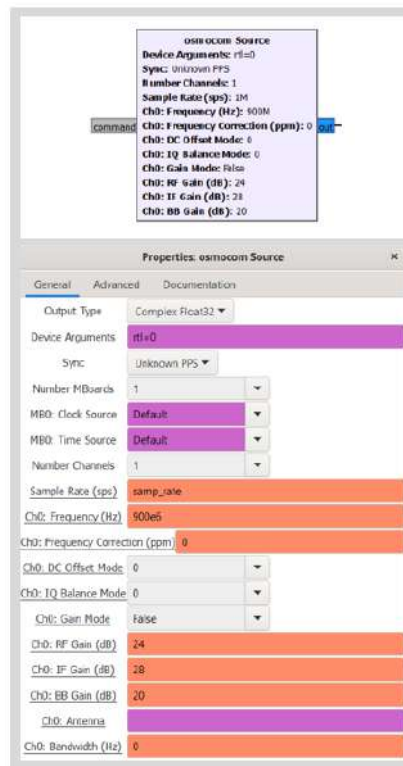 osmocom Source
Device Arguments: rtl=0
Sync: Unknown PPS
Number Channels: 1
Sample Rate (sps): 1M
Ch0: Frequency (Hz): 900M
command
Ch0: Frequency Correction (ppm): 0
out
Ch0: DC Offset Mode: 0
Ch0: IQ Balance Mode: 0
Ch0: Gain Mode: False
Ch0: RF Gain (dB): 24
Ch0: IF Gain (dB): 28
Ch0: BB Gain (dB): 20
Properties: osmocom Source ×
General Advanced Documentation
Output Type Complex Float32
Device Arguments rtl=0
Sync Unknown PPS
Number MBoards 1
MB0: Clock Source Default
MB0: Time Source Default
Number Channels 1
Sample Rate (sps) samp_rate
Ch0: Frequency (Hz) 900e6
Ch0: Frequency Correction (ppm) 0
Ch0: DC Offset Mode 0
Ch0: IQ Balance Mode 0
Ch0: Gain Mode False
Ch0: RF Gain (dB) 24
Ch0: IF Gain (dB) 28
Ch0: BB Gain (dB) 20
Ch0: Antenna
Ch0: Bandwidth (Hz) 0